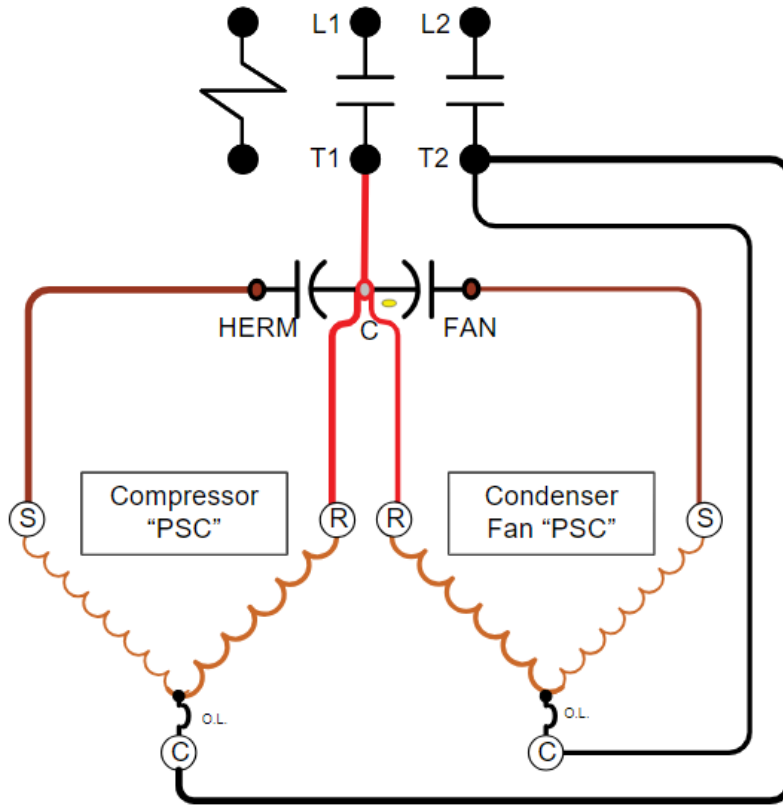 L1
L2
T1
T2
HERM
C
FAN
Compressor
“PSC”
Condenser
Fan “PSC”
S
R
R
S
O.L.
O.L.
C
C